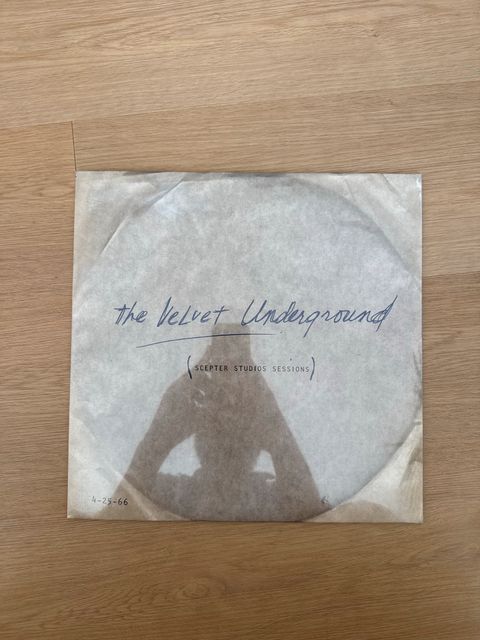 the Velvet Underground
(SCEPTER STUDIOS SESSIONS)
4-25-66